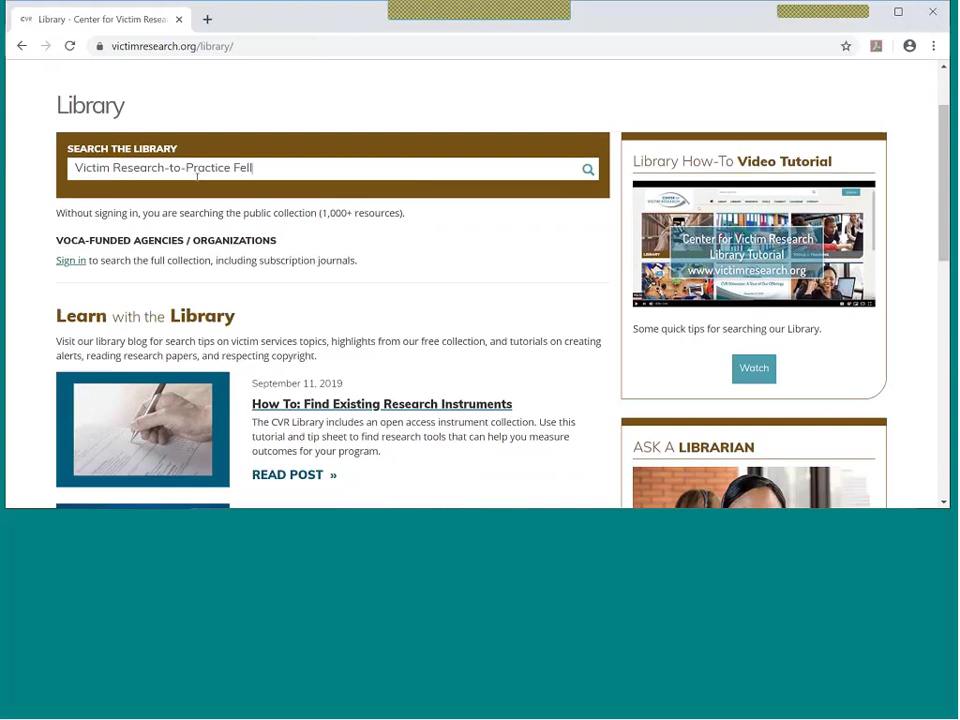 CVR Library - Center for Victim Resear
victimresearch.org/library/
Library
SEARCH THE LIBRARY
Victim Research-to-Practice Fell
Without signing in, you are searching the public collection (1,000+ resources).
VOCA-FUNDED AGENCIES / ORGANIZATIONS
Sign in to search the full collection, including subscription journals.
Learn with the Library
Visit our library blog for search tips on victim services topics, highlights from our free collection, and tutorials on creating
alerts, reading research papers, and respecting copyright.
September 11, 2019
How To: Find Existing Research Instruments
The CVR Library includes an open access instrument collection. Use this
tutorial and tip sheet to find research tools that can help you measure
outcomes for your program.
READ POST »
Library How-To Video Tutorial
Center for Victim Research
Library Tutorial
www.victimresearch.org
Some quick tips for searching our Library.
Watch
ASK A LIBRARIAN